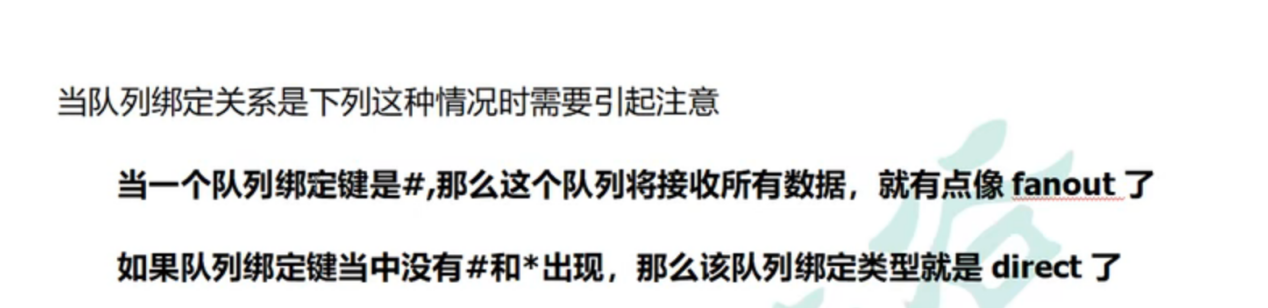 当队列绑定关系是下列这种情况时需要引起注意
当一个队列绑定键是#,那么这个队列将接收所有数据，就有点像 fanout 了
如果队列绑定键当中没有#和*出现，那么该队列绑定类型就是 direct 了